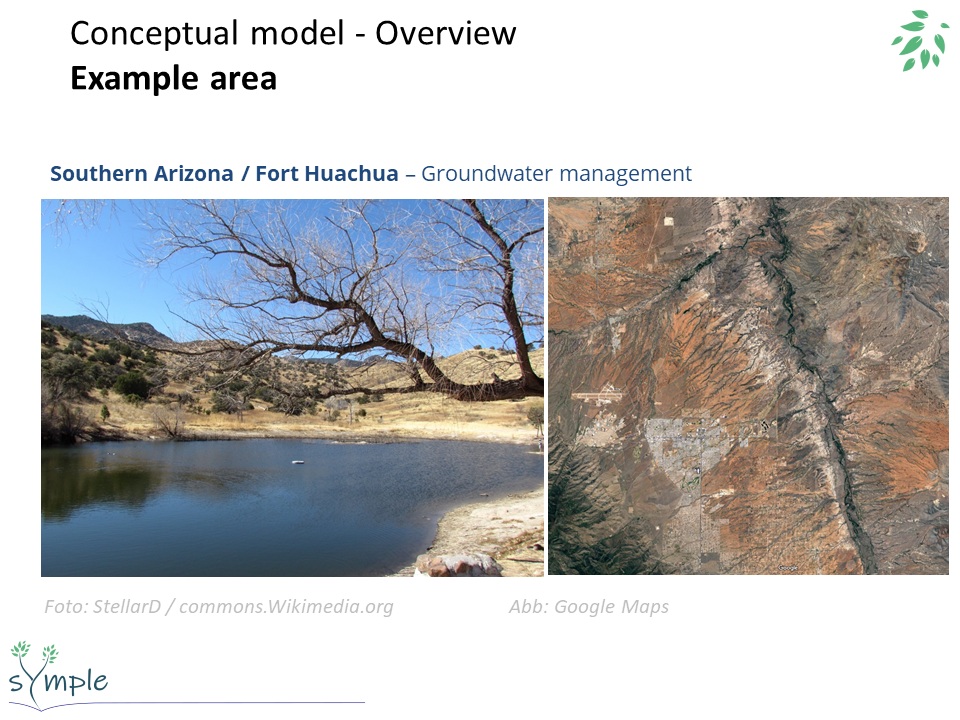 Conceptual model - Overview
Example area
Southern Arizona / Fort Huachua – Groundwater management
Google
Foto: StellarD / commons.Wikimedia.org
Abb: Google Maps
symple